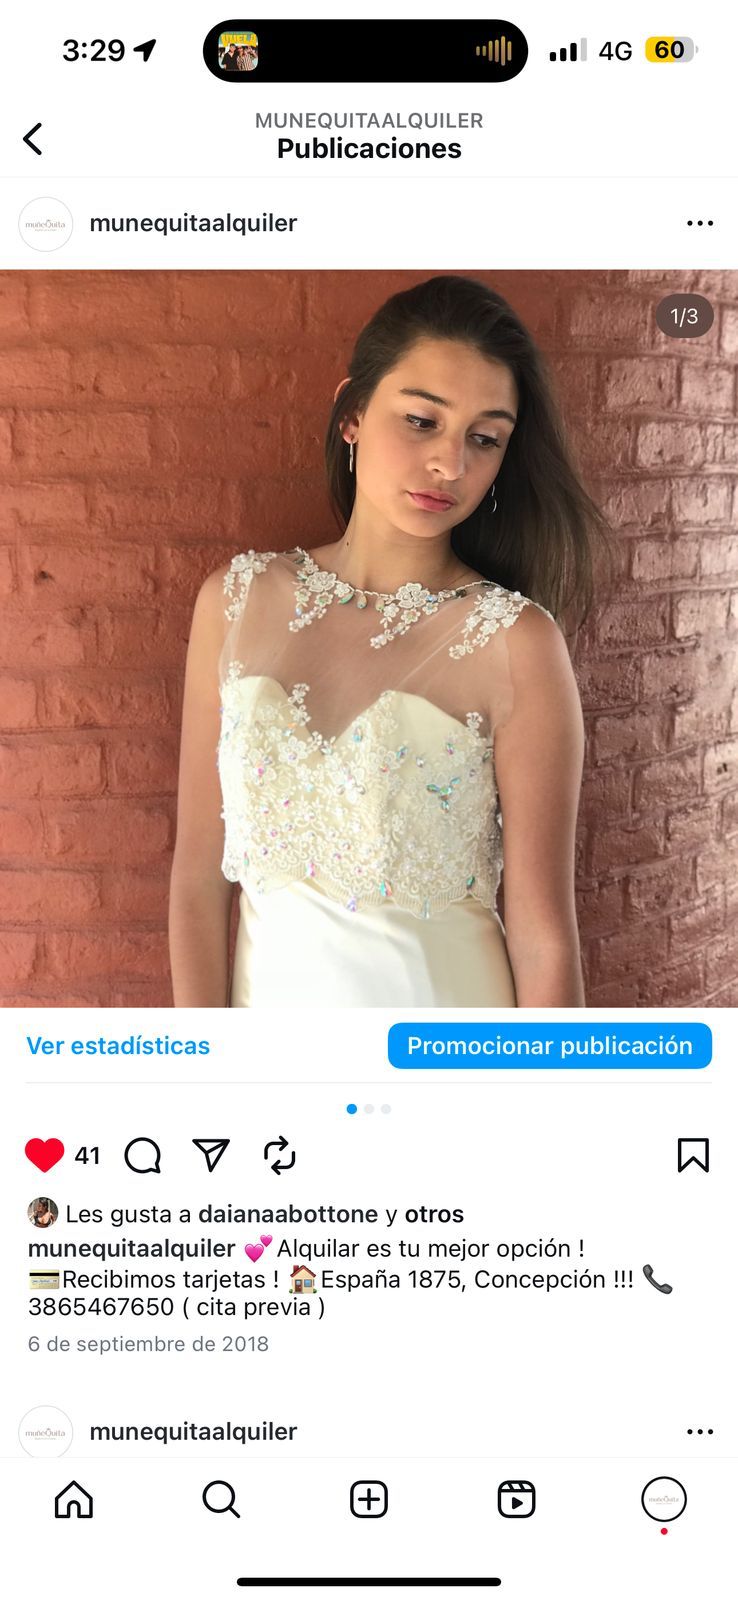 3:29
4G
60
MUNEQUITAALQUILER
Publicaciones
muñeQuita
munequitaalquiler
1/3
Ver estadísticas
Promocionar publicación
41
Les gusta a daianaabottone y otros
munequitaalquiler 💕Alquilar es tu mejor opción !
💳Recibimos tarjetas ! 🏠España 1875, Concepción !!! 📞
3865467650 ( cita previa )
6 de septiembre de 2018
muñeQuita
munequitaalquiler
muñeQuita